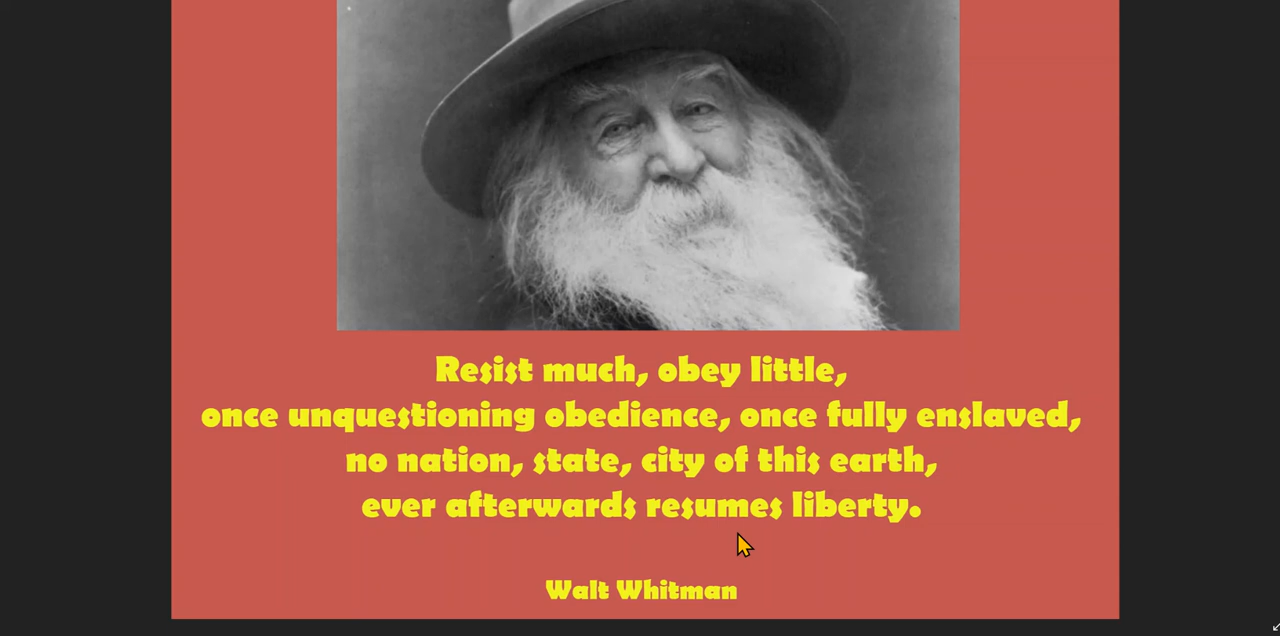 Resist much, obey little,
once unquestioning obedience, once fully enslaved,
no nation, state, city of this earth,
ever afterwards resumes liberty.
Walt Whitman